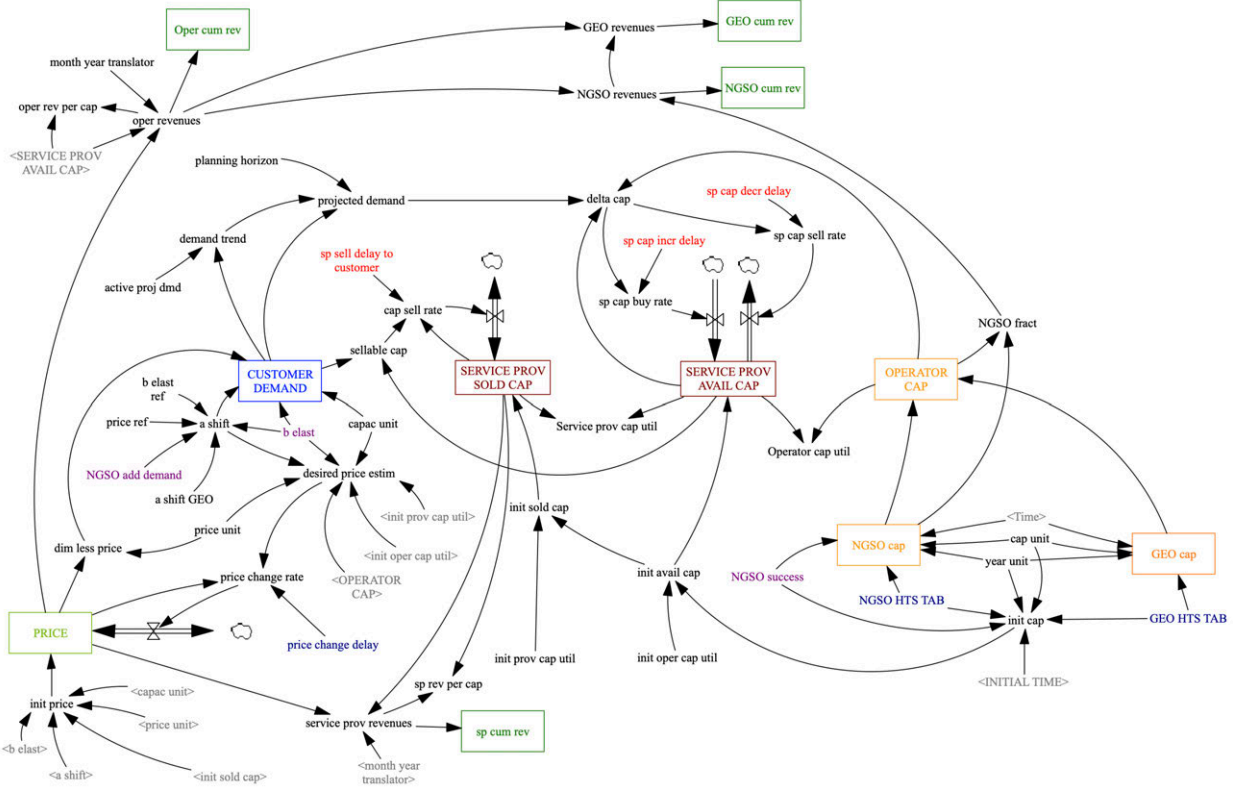 Oper cum rev
GEO revenues
GEO cum rev
month year translator
NGSO revenues
NGSO cum rev
oper rev per cap
oper revenues
<SERVICE PROV
AVAIL CAP>
planning horizon
projected demand
delta cap
sp cap decr delay
sp cap sell rate
demand trend
sp cap incr delay
sp sell delay to
customer
active proj dmd
sp cap buy rate
cap sell rate
NGSO fract
sellable cap
CUSTOMER
DEMAND
SERVICE PROV
SOLD CAP
SERVICE PROV
AVAIL CAP
OPERATOR
CAP
b elast
ref
price ref
a shift
b elast
capac unit
Service prov cap util
Operator cap util
NGSO add demand
desired price estim
a shift GEO
<init prov cap util>
init sold cap
<Time>
price unit
<init oper cap util>
cap unit
NGSO cap
GEO cap
dim less price
year unit
<OPERATOR
CAP>
price change rate
init avail cap
NGSO success
NGSO HTS TAB
PRICE
init cap
GEO HTS TAB
price change delay
init prov cap util
init oper cap util
<INITIAL TIME>
sp rev per cap
<capac unit>
init price
<price unit>
service prov revenues
sp cum rev
<b elast>
<a shift>
<init sold cap>
<month year
translator>